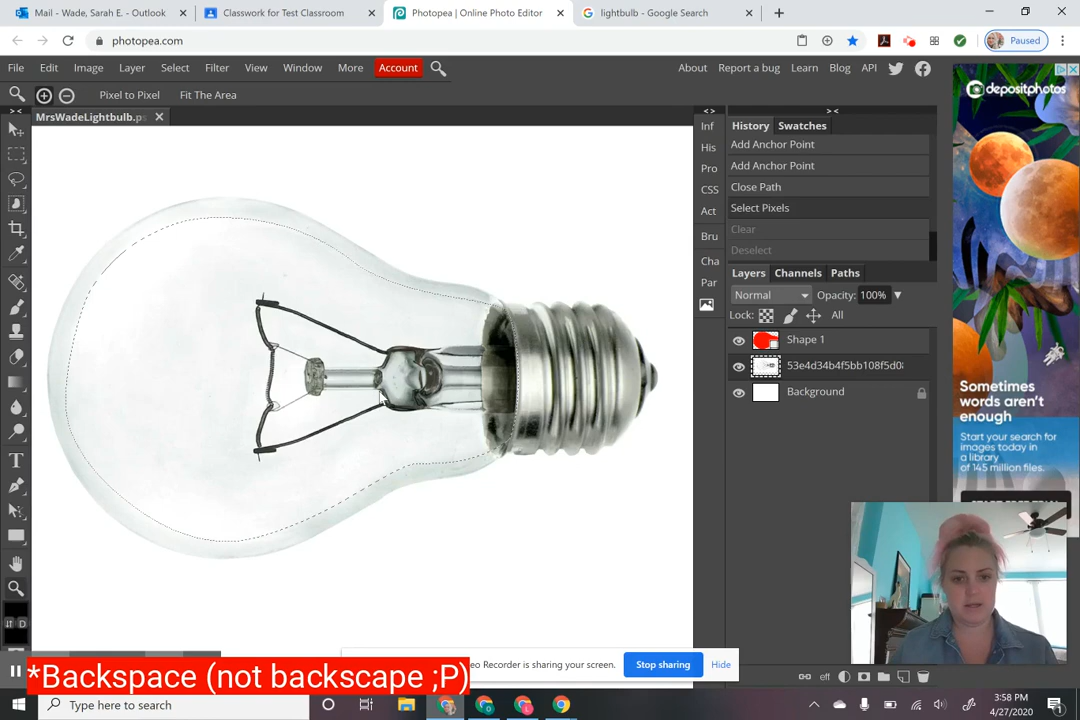 Mail - Wade, Sarah E. - Outlook
Classwork for Test Classroom
Photopea | Online Photo Editor
lightbulb - Google Search
photopea.com
Paused
File Edit Image Layer Select Filter View Window More Account
About Report a bug Learn Blog API
Pixel to Pixel Fit The Area
MrsWadeLightbulb.ps
> <
< >
> <
Inf
His
Pro
CSS
Act
Bru
Cha
Par
History Swatches
Add Anchor Point
Add Anchor Point
Close Path
Select Pixels
Clear
Deselect
Layers Channels Paths
Normal Opacity: 100%
Lock: All
Shape 1
53e4d34b4f5bb108f5d0
Background
eff
D
depositphotos
Sometimes
words aren't
enough
Start your search for
images today in
a library
of 145 million files.
eo Recorder is sharing your screen.
Stop sharing
Hide
*Backspace (not backscape ;P)
Type here to search
3:58 PM
4/27/2020